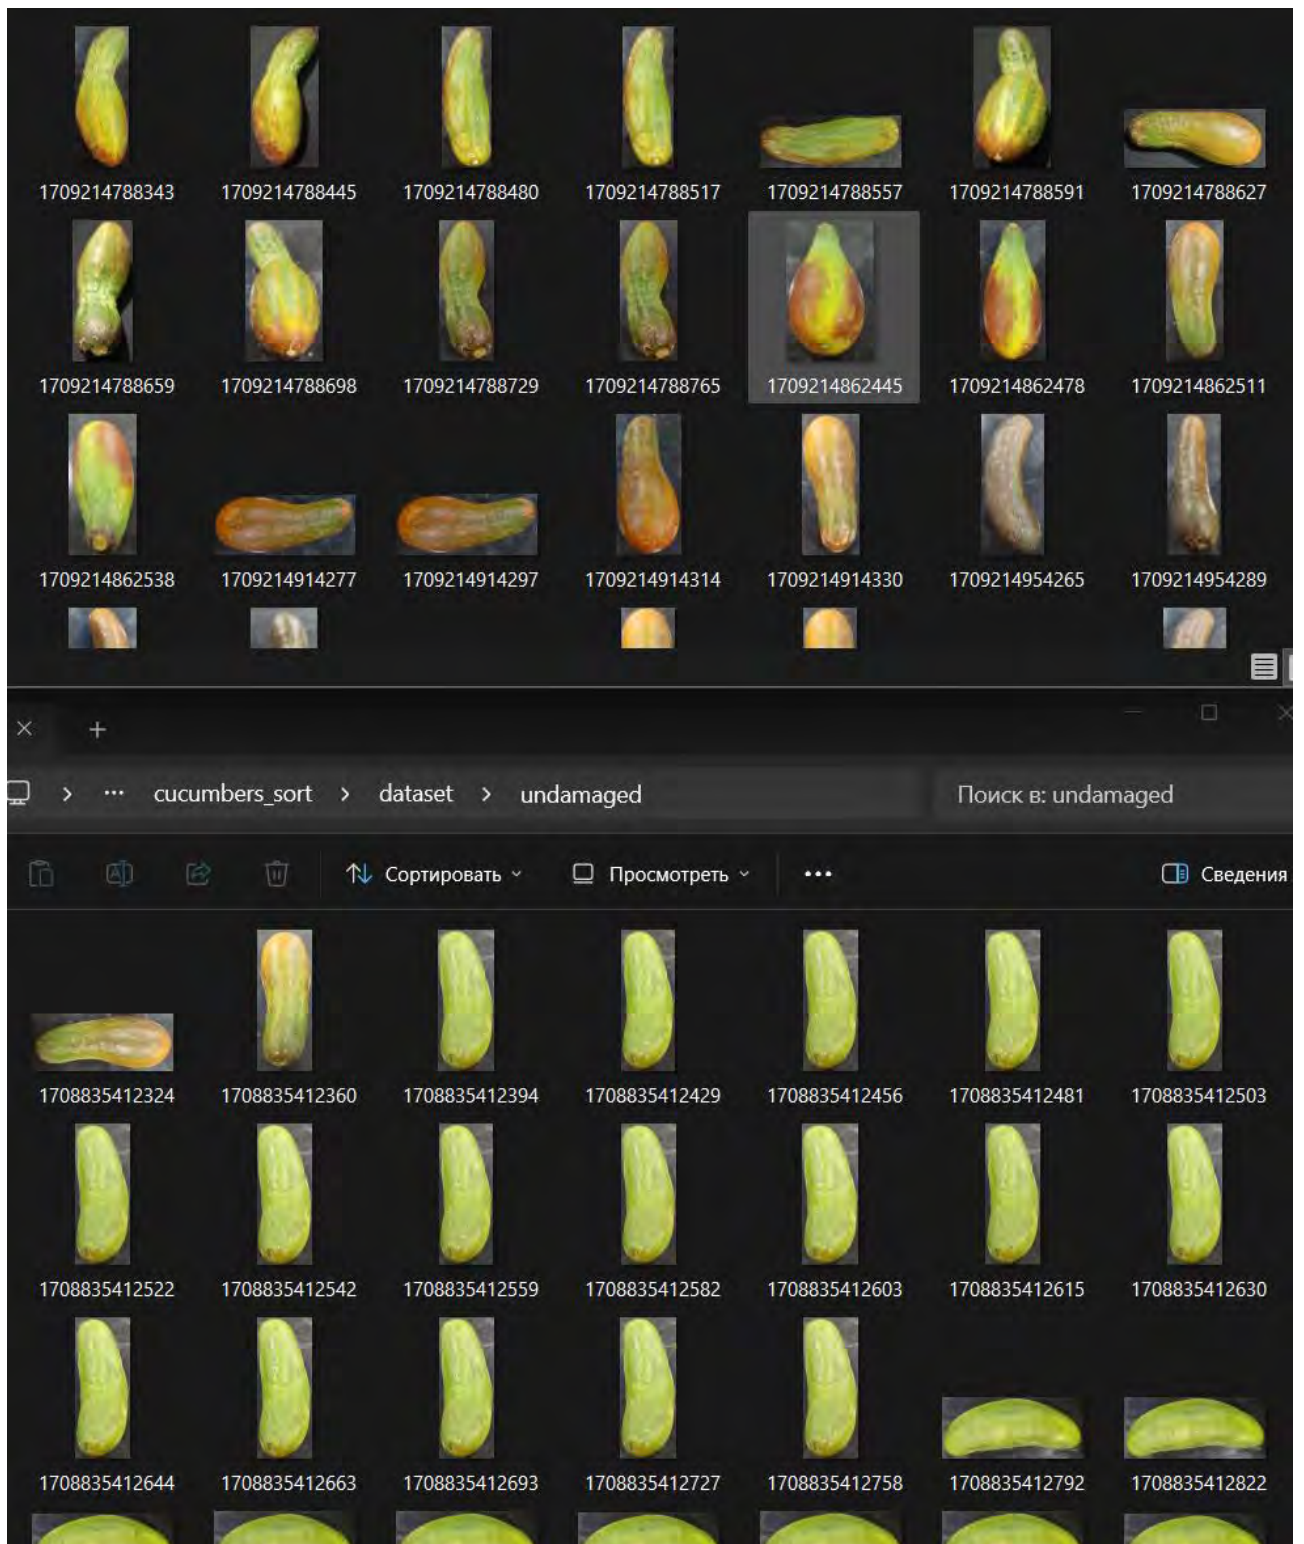 1709214788343 1709214788445 1709214788480 1709214788517 1709214788557 1709214788591 1709214788627
1709214788659 1709214788698 1709214788729 1709214788765 1709214862445 1709214862478 1709214862511
1709214862538 1709214914277 1709214914297 1709214914314 1709214914330 1709214954265 1709214954289
cucumbers_sort > dataset > undamaged Поиск в: undamaged
Сортировать Просмотреть Сведения
1708835412324 1708835412360 1708835412394 1708835412429 1708835412456 1708835412481 1708835412503
1708835412522 1708835412542 1708835412559 1708835412582 1708835412603 1708835412615 1708835412630
1708835412644 1708835412663 1708835412693 1708835412727 1708835412758 1708835412792 1708835412822